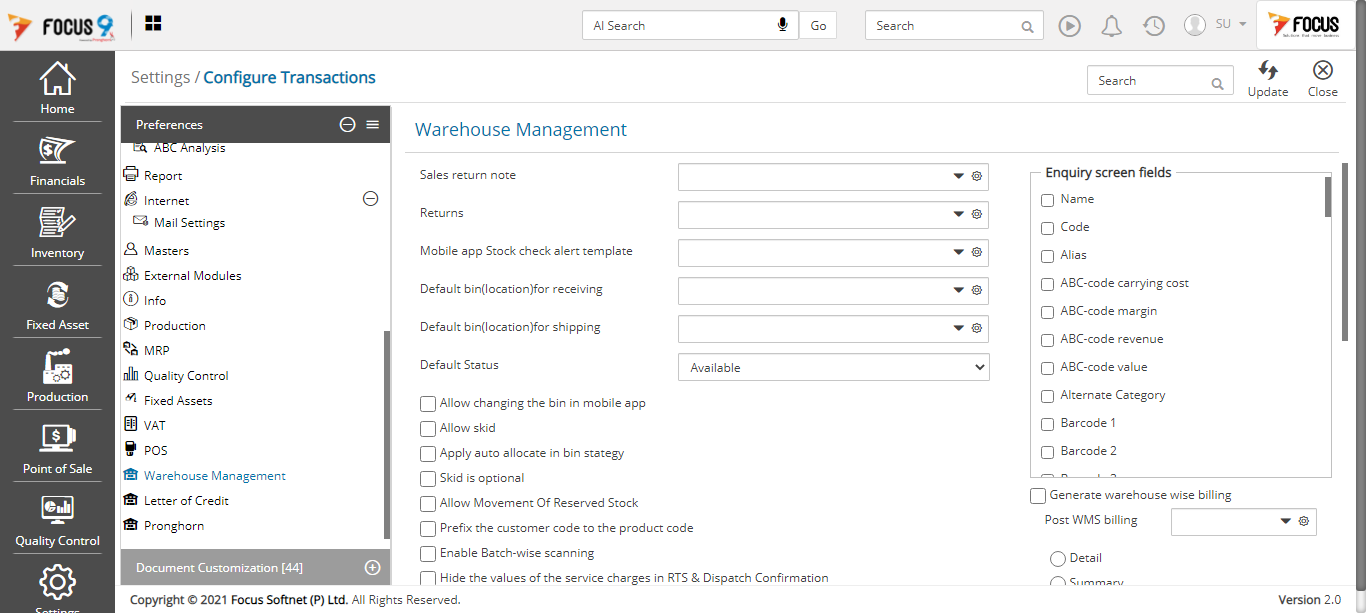 FOCUS 9
AI Search
Go
Search
SU
FOCUS
Home
Financials
Inventory
Fixed Asset
Production
Point of Sale
Quality Control
Settings
Settings / Configure Transactions
Search
Update
Close
Preferences
ABC Analysis
Report
Internet
Mail Settings
Masters
External Modules
Info
Production
MRP
Quality Control
Fixed Assets
VAT
POS
Warehouse Management
Letter of Credit
Pronghorn
Document Customization [44]
Warehouse Management
Sales return note
Returns
Mobile app Stock check alert template
Default bin(location)for receiving
Default bin(location)for shipping
Default Status
Available
Allow changing the bin in mobile app
Allow skid
Apply auto allocate in bin stategy
Skid is optional
Allow Movement Of Reserved Stock
Prefix the customer code to the product code
Enable Batch-wise scanning
Hide the values of the service charges in RTS & Dispatch Confirmation
Enquiry screen fields
Name
Code
Alias
ABC-code carrying cost
ABC-code margin
ABC-code revenue
ABC-code value
Alternate Category
Barcode 1
Barcode 2
Generate warehouse wise billing
Post WMS billing
Detail
Summary
Copyright © 2021 Focus Softnet (P) Ltd. All Rights Reserved.
Version 2.0